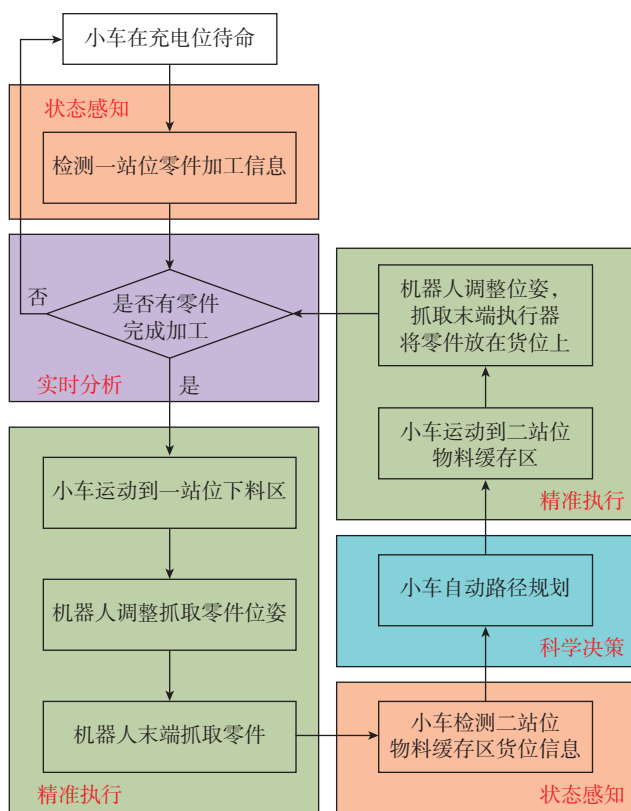 小车在充电位待命
状态感知
检测一站位零件加工信息
否
是否有零件
完成加工
实时分析
是
小车运动到一站位下料区
机器人调整抓取零件位姿
机器人末端抓取零件
精准执行
小车检测二站位
物料缓存区货位信息
状态感知
小车自动路径规划
科学决策
小车运动到二站位
物料缓存区
精准执行
机器人调整位姿，
抓取末端执行器
将零件放在货位上